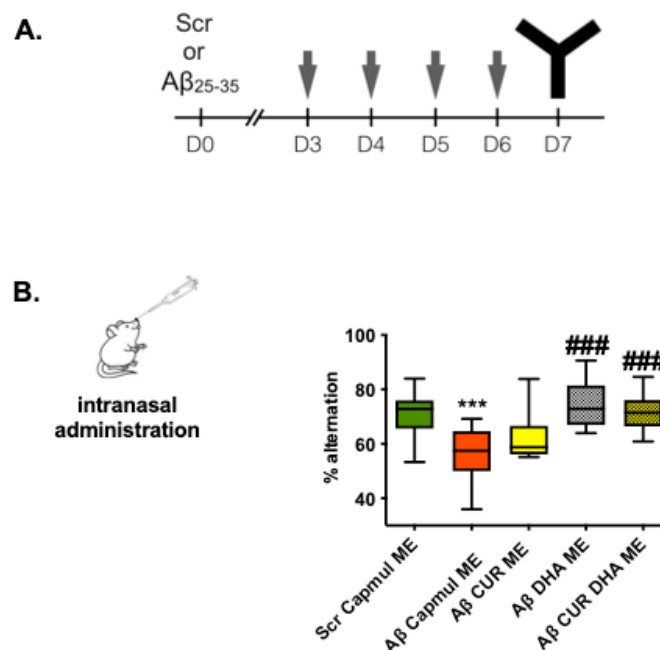 A.
Scr
or
Aβ25-35
D0 D3 D4 D5 D6 D7
B.
intranasal
administration
% alternation
100
80
60
40
***
###
###
Scr Capmul ME
Aβ Capmul ME
Aβ CUR ME
Aβ DHA ME
Aβ CUR DHA ME